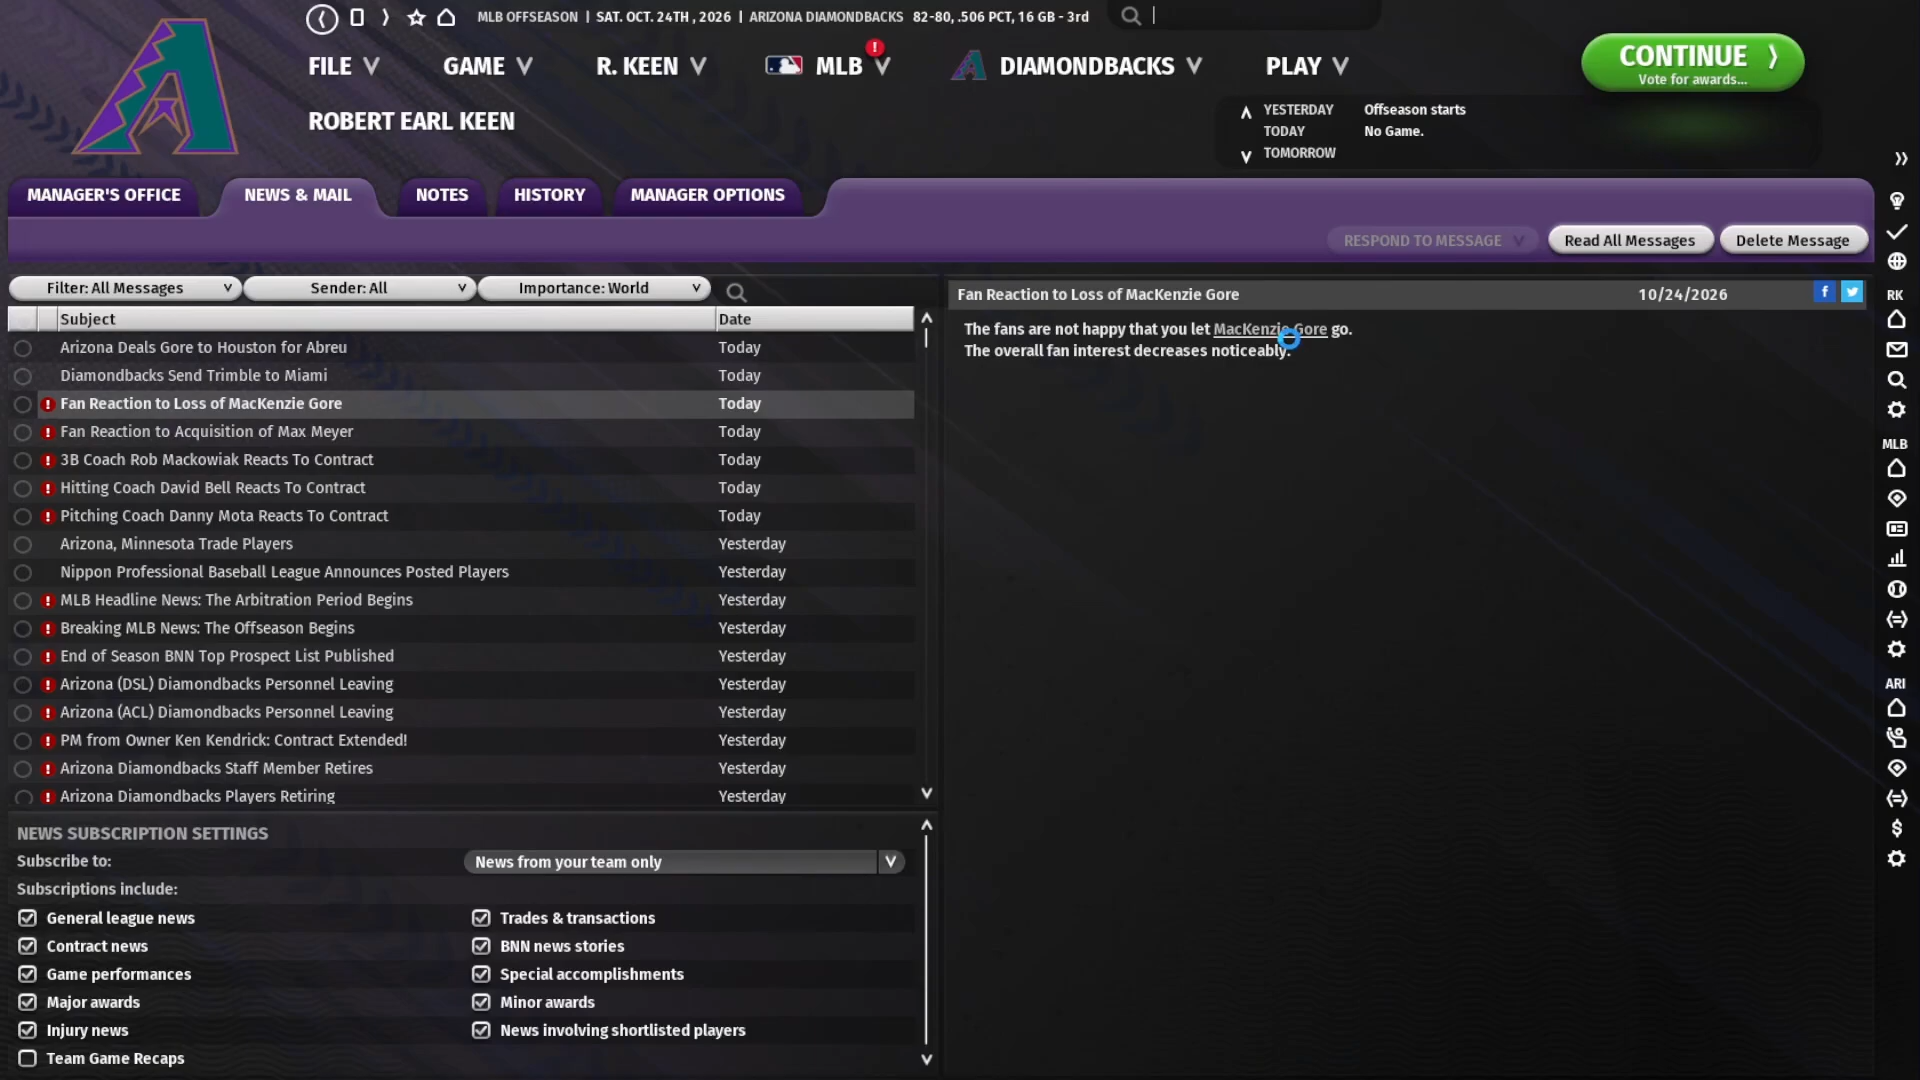 MLB OFFSEASON | SAT. OCT. 24TH , 2026 | ARIZONA DIAMONDBACKS 82-80, .506 PCT, 16 GB - 3rd
FILE GAME R. KEEN MLB DIAMONDBACKS PLAY
CONTINUE
Vote for awards...
ROBERT EARL KEEN
YESTERDAY Offseason starts
TODAY No Game.
TOMORROW
MANAGER'S OFFICE NEWS & MAIL NOTES HISTORY MANAGER OPTIONS
RESPOND TO MESSAGE Read All Messages Delete Message
Filter: All Messages Sender: All Importance: World
Subject Date
Arizona Deals Gore to Houston for Abreu Today
Diamondbacks Send Trimble to Miami Today
Fan Reaction to Loss of MacKenzie Gore Today
Fan Reaction to Acquisition of Max Meyer Today
3B Coach Rob Mackowiak Reacts To Contract Today
Hitting Coach David Bell Reacts To Contract Today
Pitching Coach Danny Mota Reacts To Contract Today
Arizona, Minnesota Trade Players Yesterday
Nippon Professional Baseball League Announces Posted Players Yesterday
MLB Headline News: The Arbitration Period Begins Yesterday
Breaking MLB News: The Offseason Begins Yesterday
End of Season BNN Top Prospect List Published Yesterday
Arizona (DSL) Diamondbacks Personnel Leaving Yesterday
Arizona (ACL) Diamondbacks Personnel Leaving Yesterday
PM from Owner Ken Kendrick: Contract Extended! Yesterday
Arizona Diamondbacks Staff Member Retires Yesterday
Arizona Diamondbacks Players Retiring Yesterday
Fan Reaction to Loss of MacKenzie Gore 10/24/2026
The fans are not happy that you let MacKenzie Gore go.
The overall fan interest decreases noticeably.
NEWS SUBSCRIPTION SETTINGS
Subscribe to: News from your team only
Subscriptions include:
General league news Trades & transactions
Contract news BNN news stories
Game performances Special accomplishments
Major awards Minor awards
Injury news News involving shortlisted players
Team Game Recaps
RK
MLB
ARI